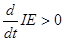 d/dt IE > 0